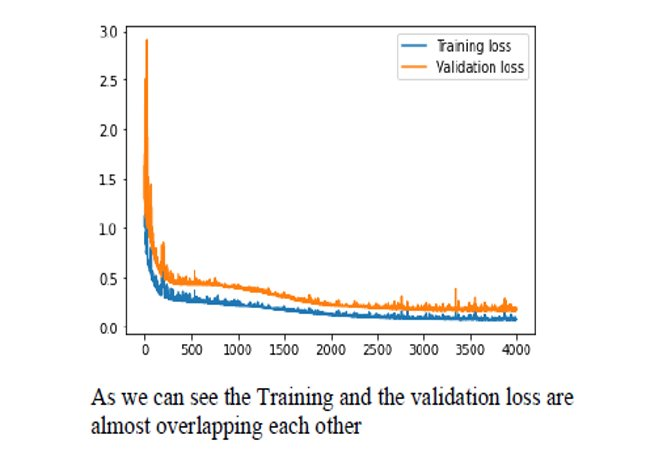 3.0
Training loss
Validation loss
2.5
2.0
1.5
1.0
0.5
0.0
0 500 1000 1500 2000 2500 3000 3500 4000
As we can see the Training and the validation loss are
almost overlapping each other